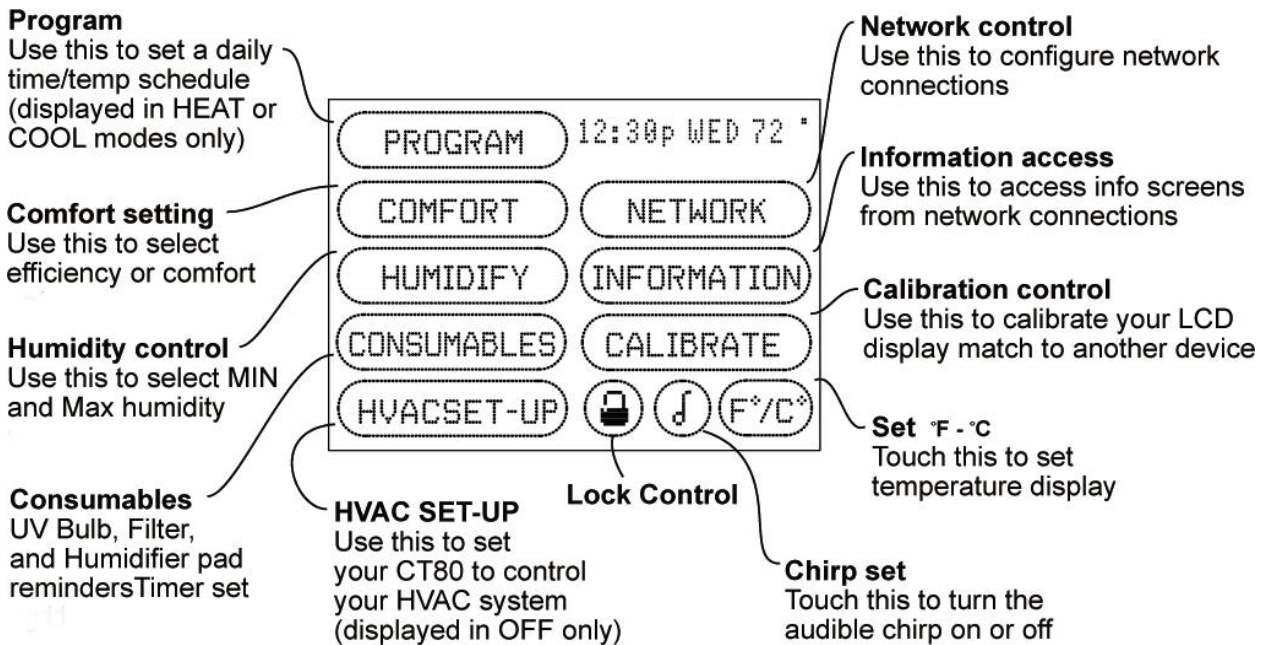 Program
Use this to set a daily
time/temp schedule
(displayed in HEAT or
COOL modes only)
Comfort setting
Use this to select
efficiency or comfort
Humidity control
Use this to select MIN
and Max humidity
Consumables
UV Bulb, Filter,
and Humidifier pad
remindersTimer set
PROGRAM
12:30p WED 72 °
COMFORT
NETWORK
HUMIDIFY
INFORMATION
CONSUMABLES
CALIBRATE
HVACSET-UP
F°/C°
HVAC SET-UP
Use this to set
your CT80 to control
your HVAC system
(displayed in OFF only)
Lock Control
Network control
Use this to configure network
connections
Information access
Use this to access info screens
from network connections
Calibration control
Use this to calibrate your LCD
display match to another device
Set °F - °C
Touch this to set
temperature display
Chirp set
Touch this to turn the
audible chirp on or off